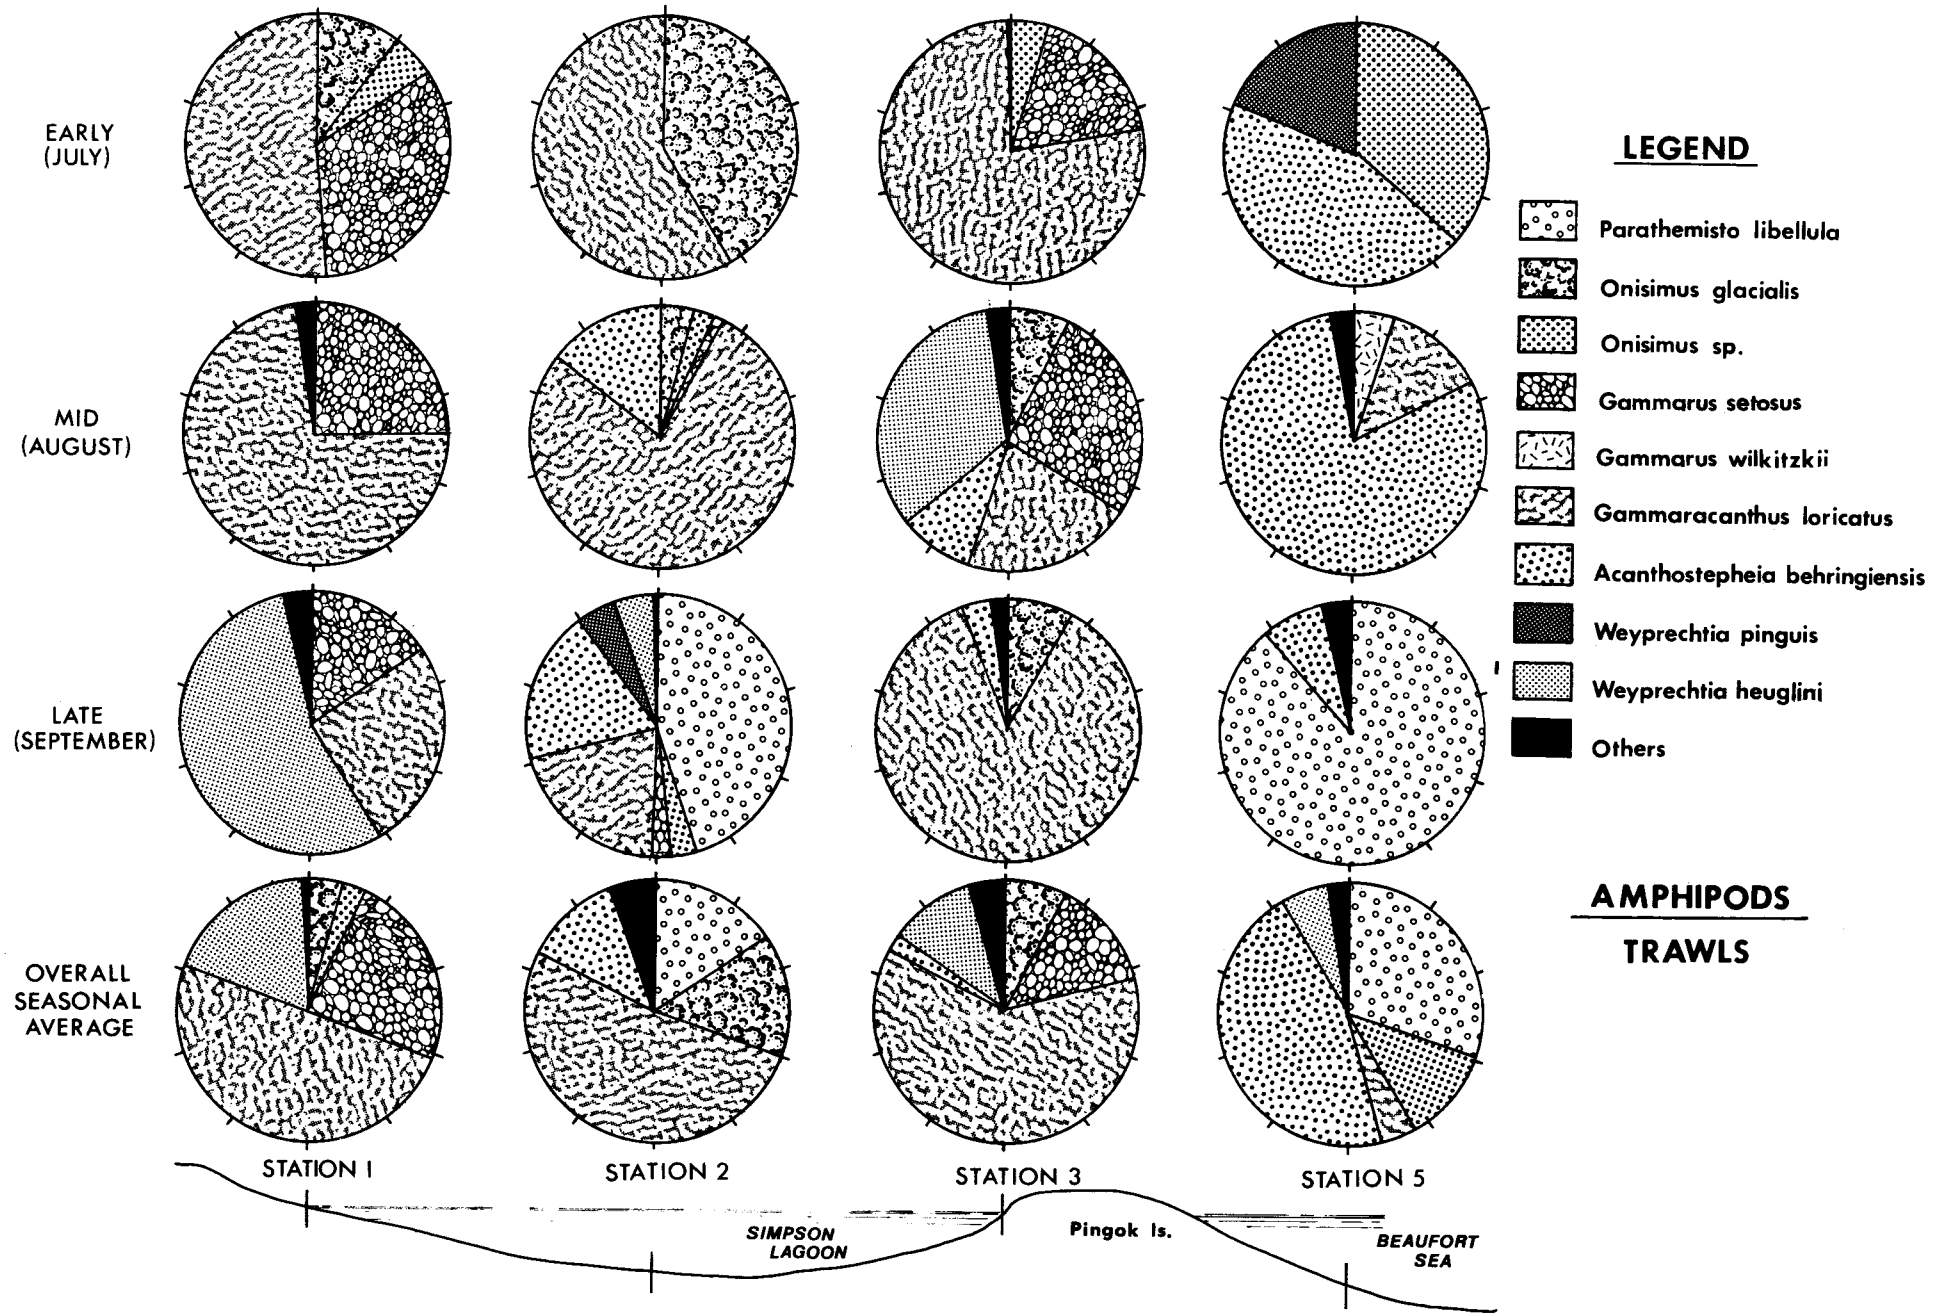 EARLY
(JULY)
MID
(AUGUST)
LATE
(SEPTEMBER)
OVERALL
SEASONAL
AVERAGE
STATION 1
STATION 2
STATION 3
STATION 5
SIMPSON
LAGOON
Pingok Is.
BEAUFORT
SEA
LEGEND
Parathemisto libellula
Onisimus glacialis
Onisimus sp.
Gammarus setosus
Gammarus wilkitzkii
Gammaracanthus loricatus
Acanthostepheia behringiensis
Weyprechtia pinguis
Weyprechtia heuglini
Others
AMPHIPODS
TRAWLS